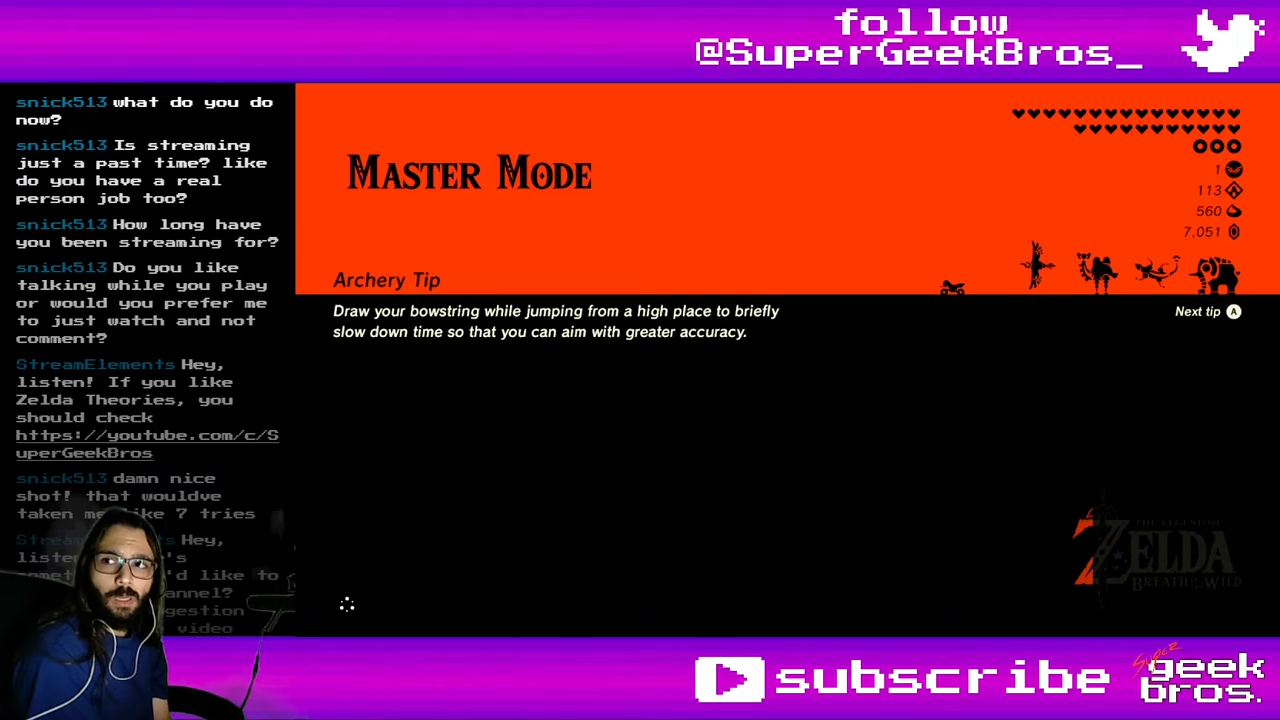 follow
@SuperGeekBros_
snick513 what do you do
now?
snick513 Is streaming
just a past time? like
do you have a real
person job too?
snick513 How long have
you been streaming for?
snick513 Do you like
talking while you play
or would you prefer me
to just watch and not
comment?
StreamElements Hey,
listen! If you like
Zelda Theories, you
should check
https://youtube.com/c/S
uperGeekBros
snick513 damn nice
shot! that wouldve
taken me like 7 tries
Hey,
like to
video
Master Mode
1
113
560
7,051
Archery Tip
Draw your bowstring while jumping from a high place to briefly
slow down time so that you can aim with greater accuracy.
Next tip A
THE LEGEND OF
ZELDA
BREATH OF THE WILD
subscribe
SUPER
geek
bros.